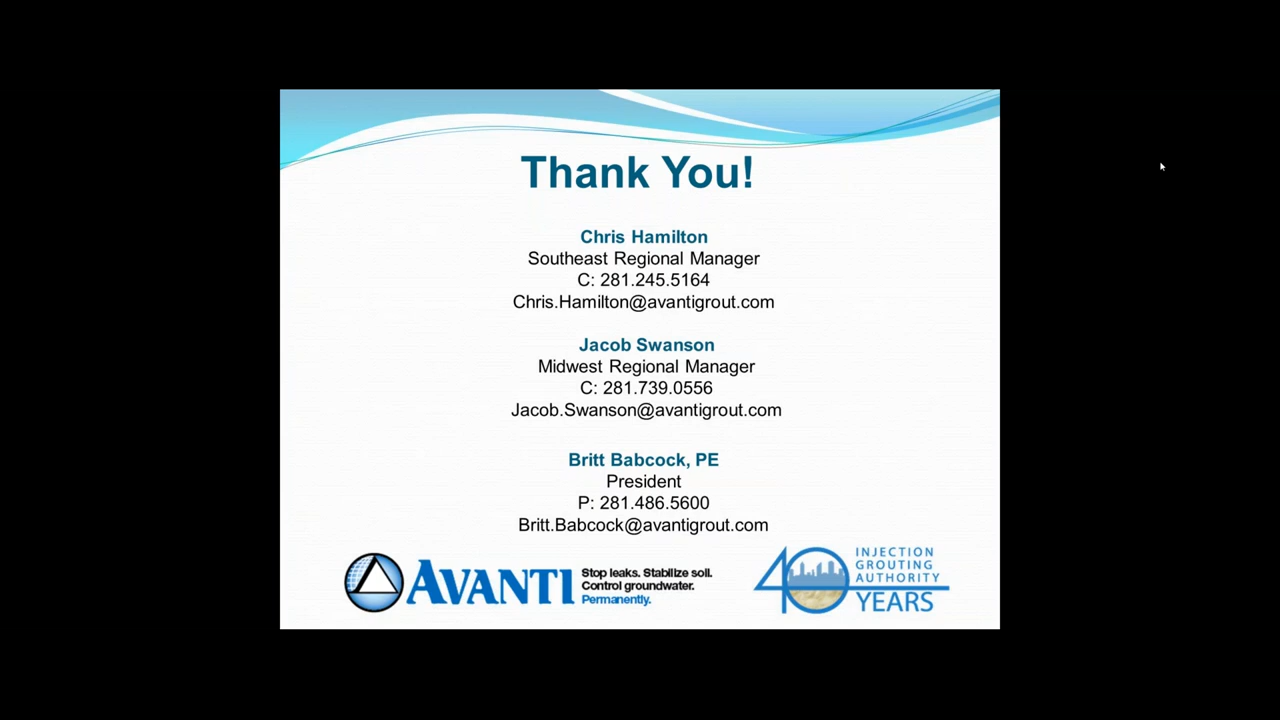 Thank You!
Chris Hamilton
Southeast Regional Manager
C: 281.245.5164
Chris.Hamilton@avantigrout.com
Jacob Swanson
Midwest Regional Manager
C: 281.739.0556
Jacob.Swanson@avantigrout.com
Britt Babcock, PE
President
P: 281.486.5600
Britt.Babcock@avantigrout.com
AVANTI
Stop leaks. Stabilize soil.
Control groundwater.
Permanently.
40
INJECTION
GROUTING
AUTHORITY
YEARS